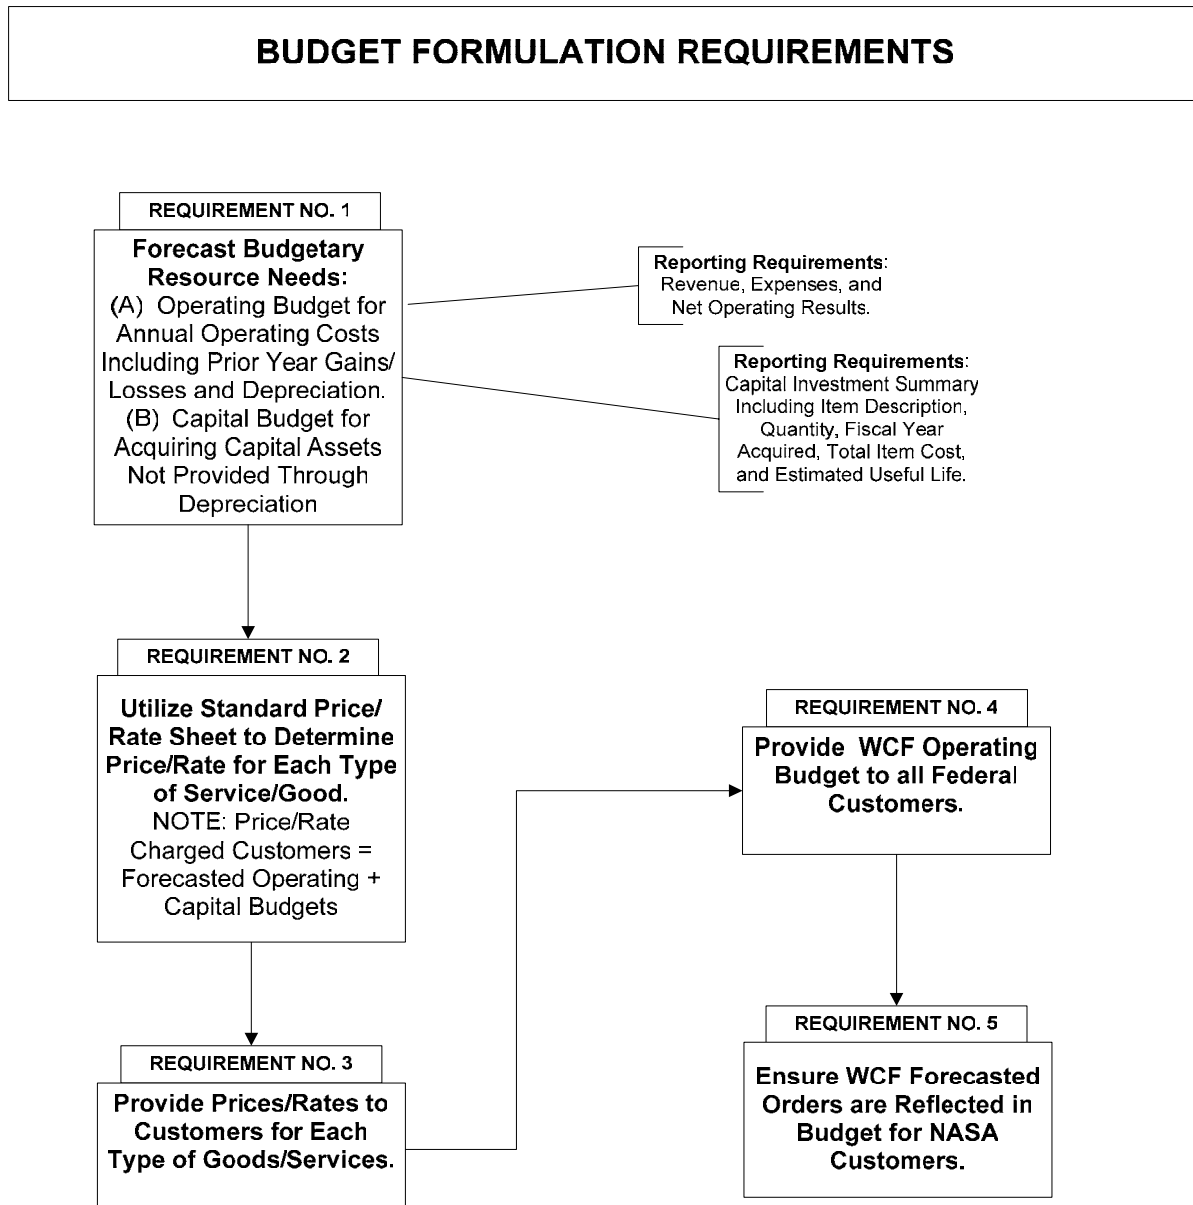 BUDGET FORMULATION REQUIREMENTS
REQUIREMENT NO. 1
Forecast Budgetary
Resource Needs:
(A) Operating Budget for
Annual Operating Costs
Including Prior Year Gains/
Losses and Depreciation.
(B) Capital Budget for
Acquiring Capital Assets
Not Provided Through
Depreciation
Reporting Requirements:
Revenue, Expenses, and
Net Operating Results.
Reporting Requirements:
Capital Investment Summary
Including Item Description,
Quantity, Fiscal Year
Acquired, Total Item Cost,
and Estimated Useful Life.
REQUIREMENT NO. 2
Utilize Standard Price/
Rate Sheet to Determine
Price/Rate for Each Type
of Service/Good.
NOTE: Price/Rate
Charged Customers =
Forecasted Operating +
Capital Budgets
REQUIREMENT NO. 3
Provide Prices/Rates to
Customers for Each
Type of Goods/Services.
REQUIREMENT NO. 4
Provide WCF Operating
Budget to all Federal
Customers.
REQUIREMENT NO. 5
Ensure WCF Forecasted
Orders are Reflected in
Budget for NASA
Customers.